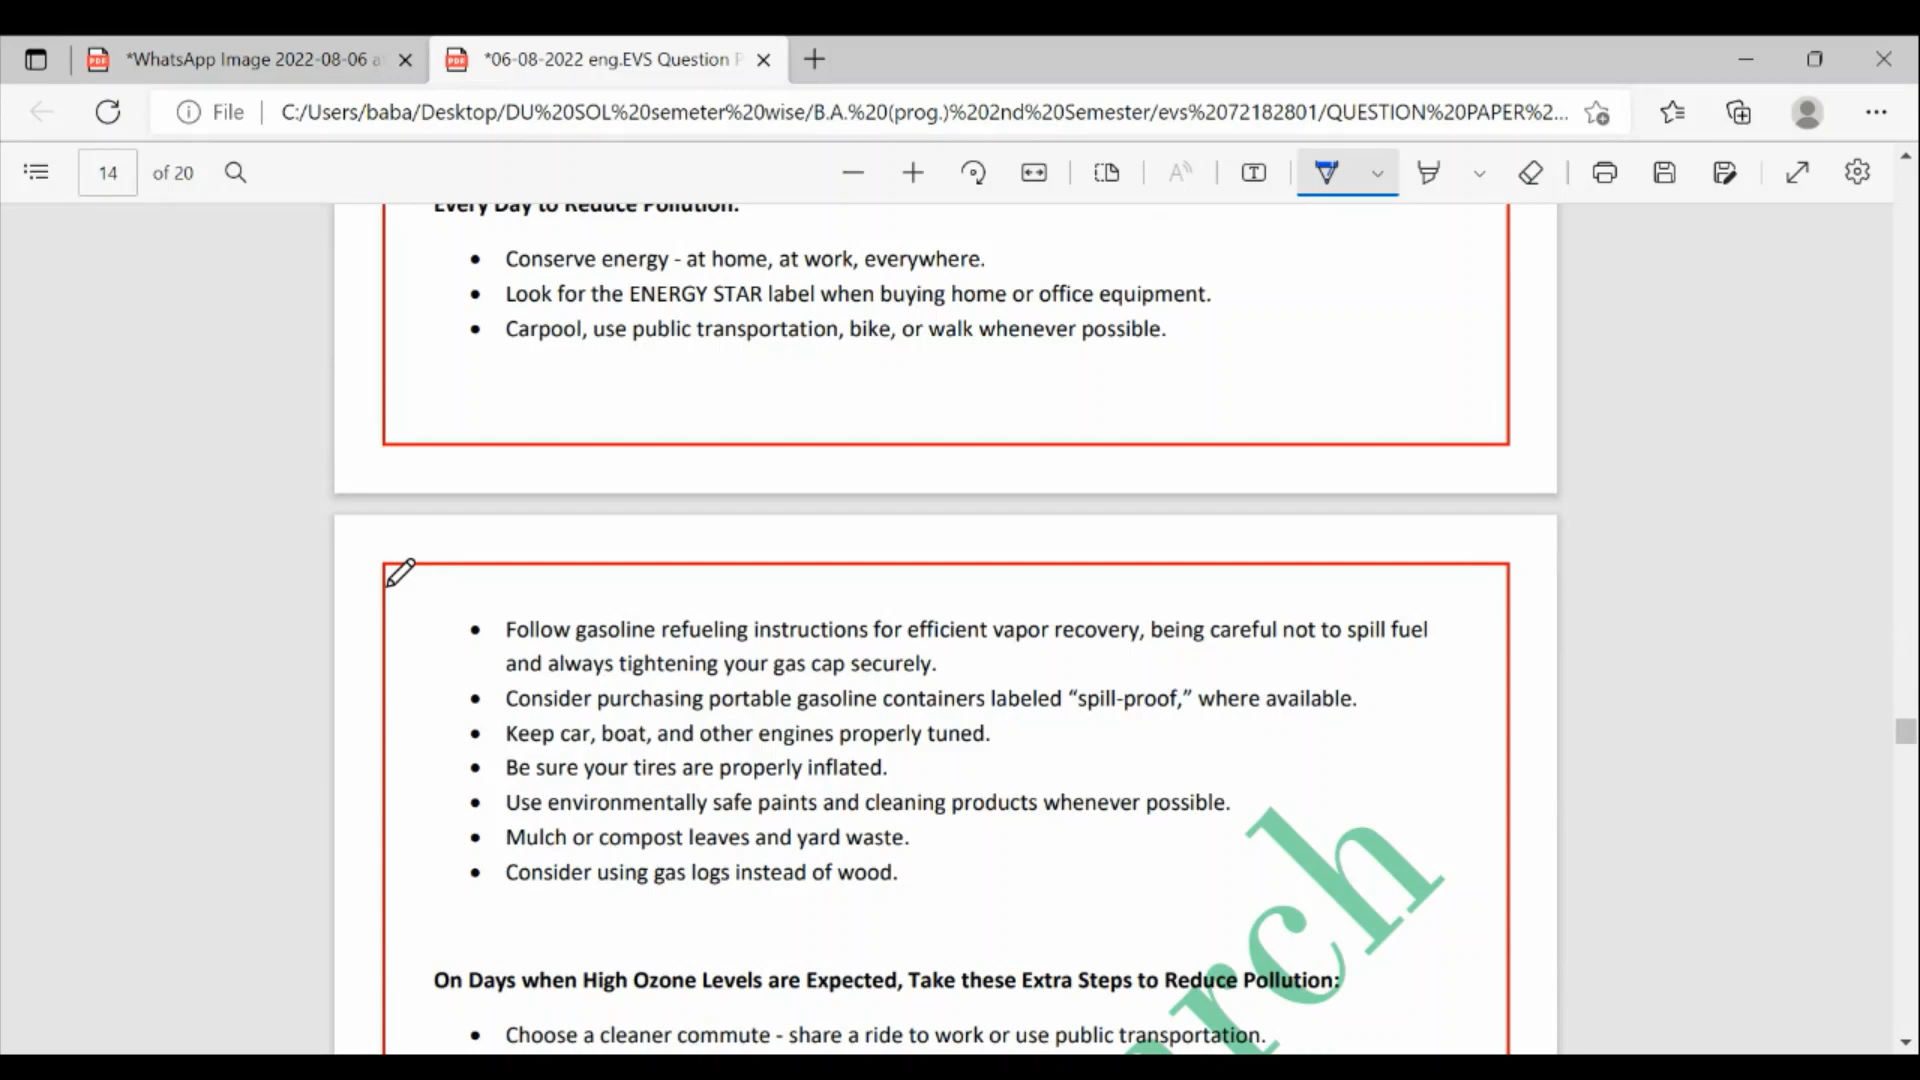 *WhatsApp Image 2022-08-06 a
*06-08-2022 eng.EVS Question P
File
C:/Users/baba/Desktop/DU%20SOL%20semeter%20wise/B.A.%20(prog.)%202nd%20Semester/evs%2072182801/QUESTION%20PAPER%2...
14 of 20
Every Day to Reduce Pollution:
• Conserve energy - at home, at work, everywhere.
• Look for the ENERGY STAR label when buying home or office equipment.
• Carpool, use public transportation, bike, or walk whenever possible.
• Follow gasoline refueling instructions for efficient vapor recovery, being careful not to spill fuel
and always tightening your gas cap securely.
• Consider purchasing portable gasoline containers labeled “spill-proof,” where available.
• Keep car, boat, and other engines properly tuned.
• Be sure your tires are properly inflated.
• Use environmentally safe paints and cleaning products whenever possible.
• Mulch or compost leaves and yard waste.
• Consider using gas logs instead of wood.
On Days when High Ozone Levels are Expected, Take these Extra Steps to Reduce Pollution:
• Choose a cleaner commute - share a ride to work or use public transportation.
rch